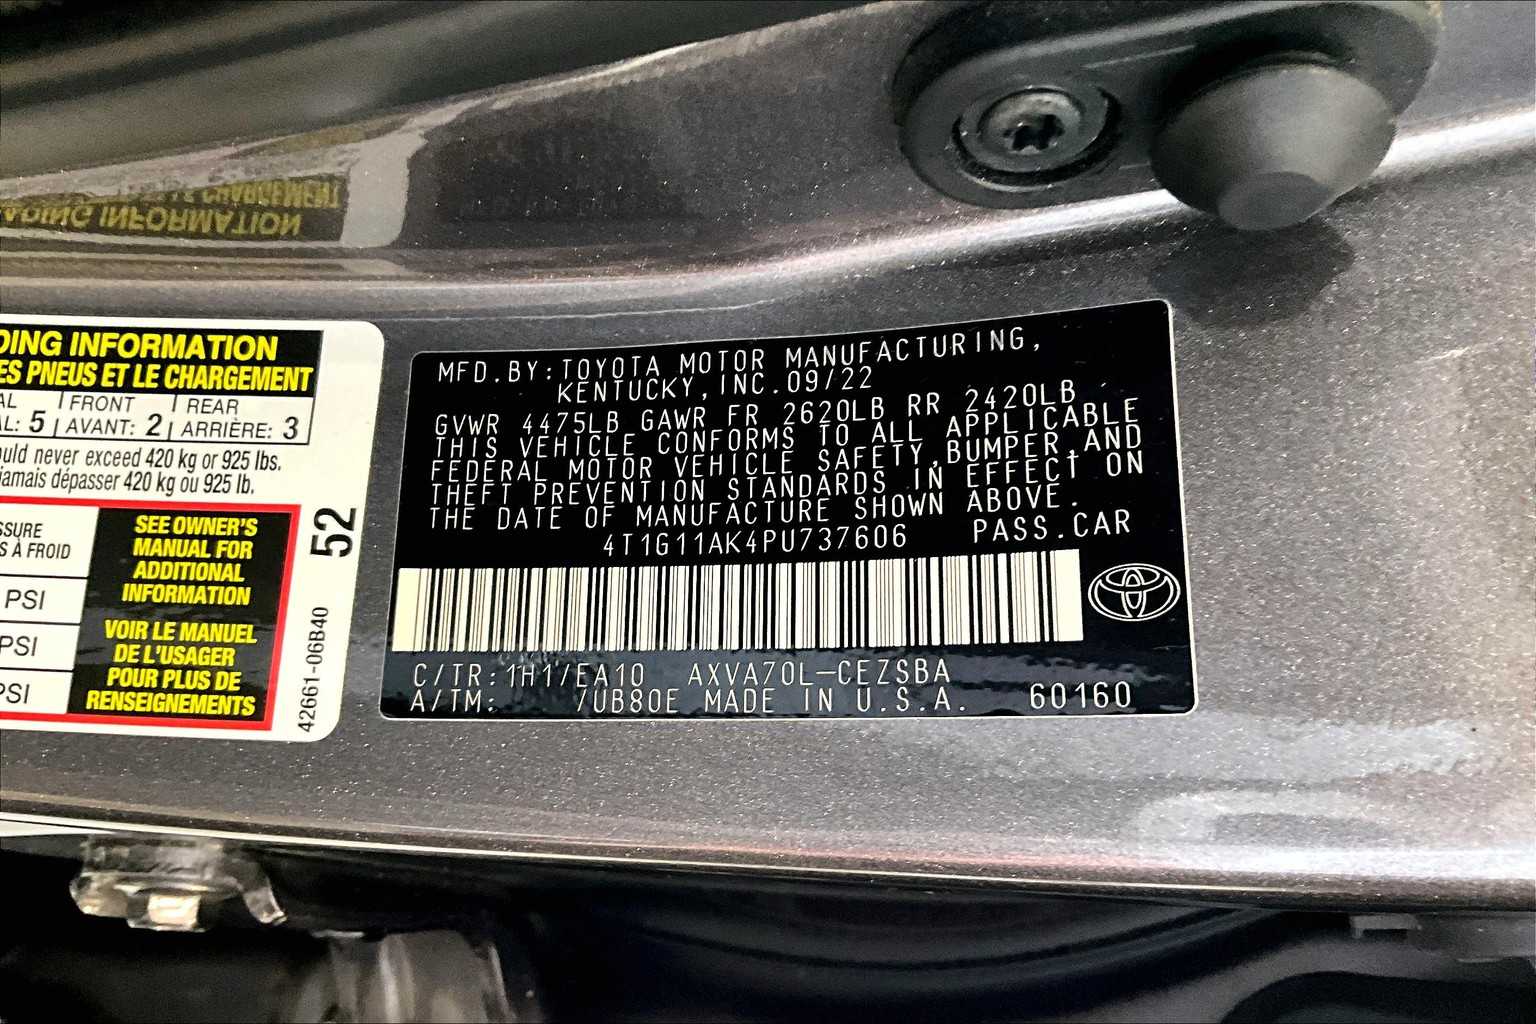 ADING INFORMATION
LE CHARGEMENT
DING INFORMATION
ES PNEUS ET LE CHARGEMENT
AL FRONT REAR
L: 5 AVANT: 2 ARRIÈRE: 3
ould never exceed 420 kg or 925 lbs.
jamais dépasser 420 kg ou 925 lb.
SSURE
S À FROID
PSI
PSI
PSI
SEE OWNER'S
MANUAL FOR
ADDITIONAL
INFORMATION
VOIR LE MANUEL
DE L'USAGER
POUR PLUS DE
RENSEIGNEMENTS
52
42661-06B40
MFD.BY:TOYOTA MOTOR MANUFACTURING,
KENTUCKY,INC.09/22
GVWR 4475LB GAWR FR 2620LB RR 2420LB
THIS VEHICLE CONFORMS TO ALL APPLICABLE
FEDERAL MOTOR VEHICLE SAFETY,BUMPER,AND
THEFT PREVENTION STANDARDS IN EFFECT ON
THE DATE OF MANUFACTURE SHOWN ABOVE.
4T1G11AK4PU737606 PASS.CAR
C/TR:1H1/EA10 AXVA70L-CEZSBA
A/TM: /UB80E MADE IN U.S.A. 60160